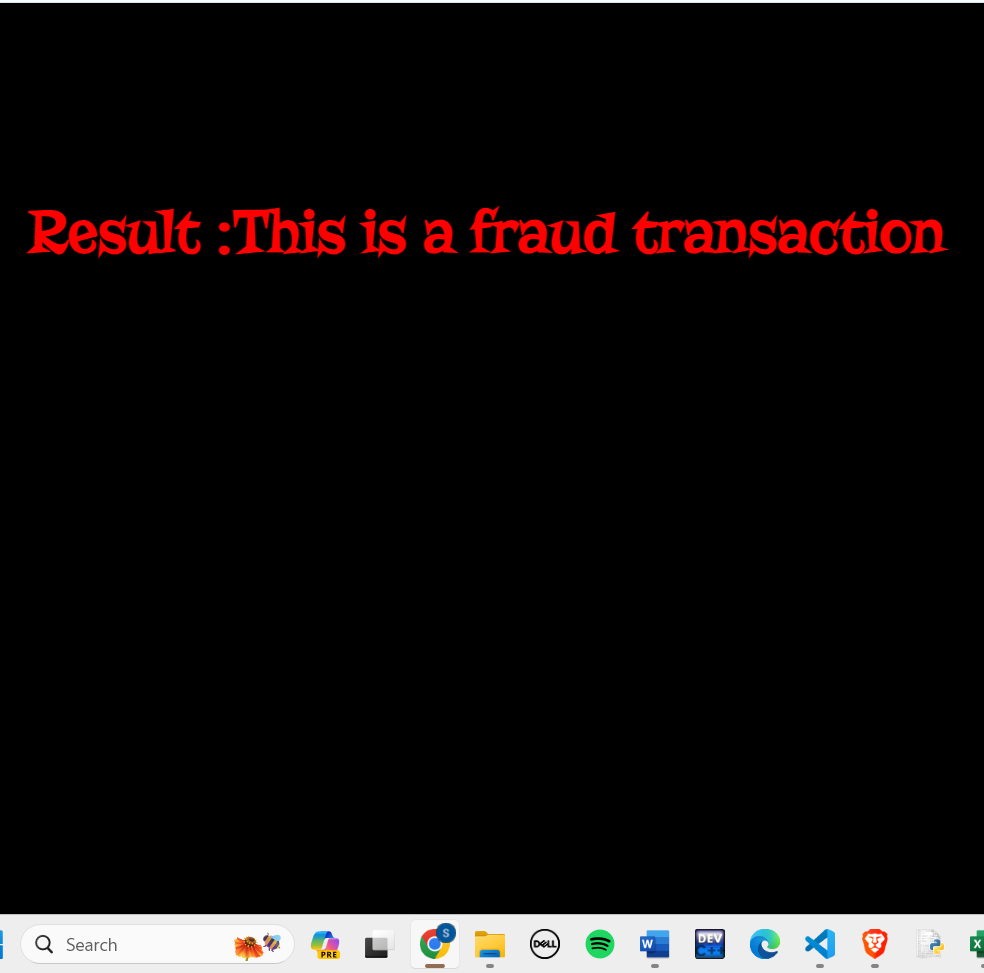 Result :This is a fraud transaction
Search
PRE
S
DELL
W
DEV
C++
X